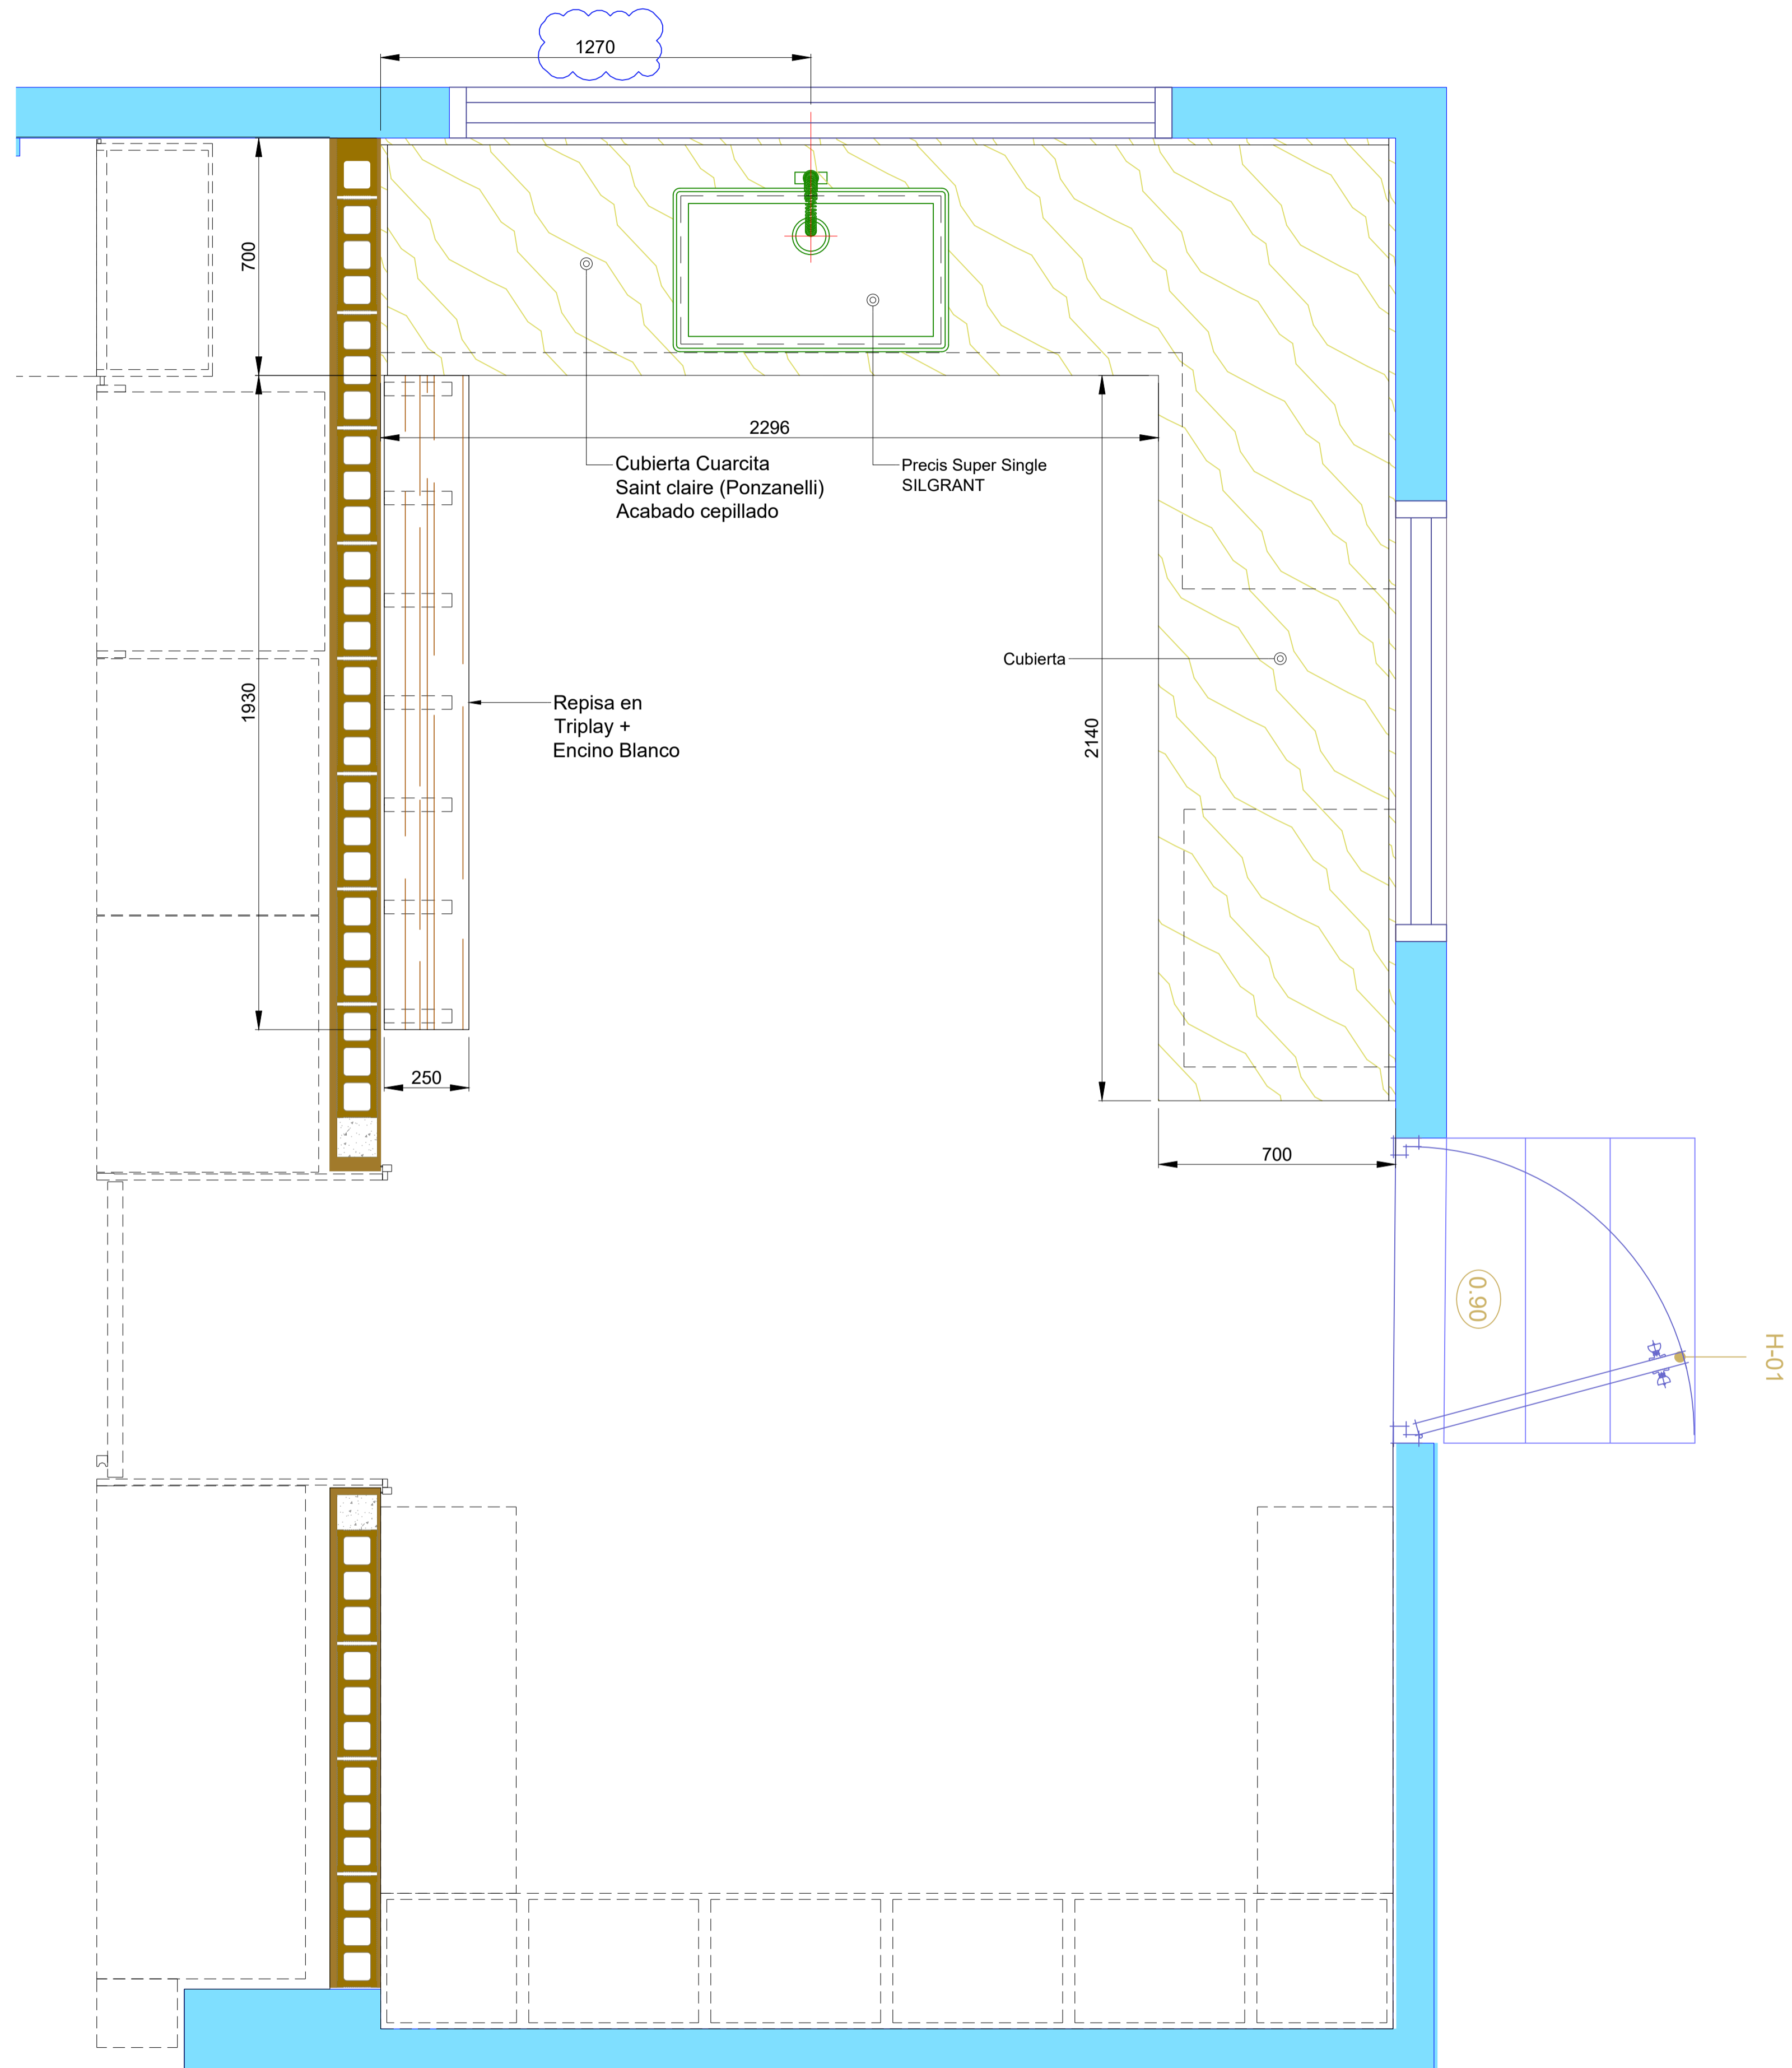 1270
700
2296
Cubierta Cuarcita
Saint claire (Ponzanelli)
Acabado cepillado
Precis Super Single
SILGRANT
Cubierta
1930
Repisa en
Triplay +
Encino Blanco
2140
250
700
0.90
H-01